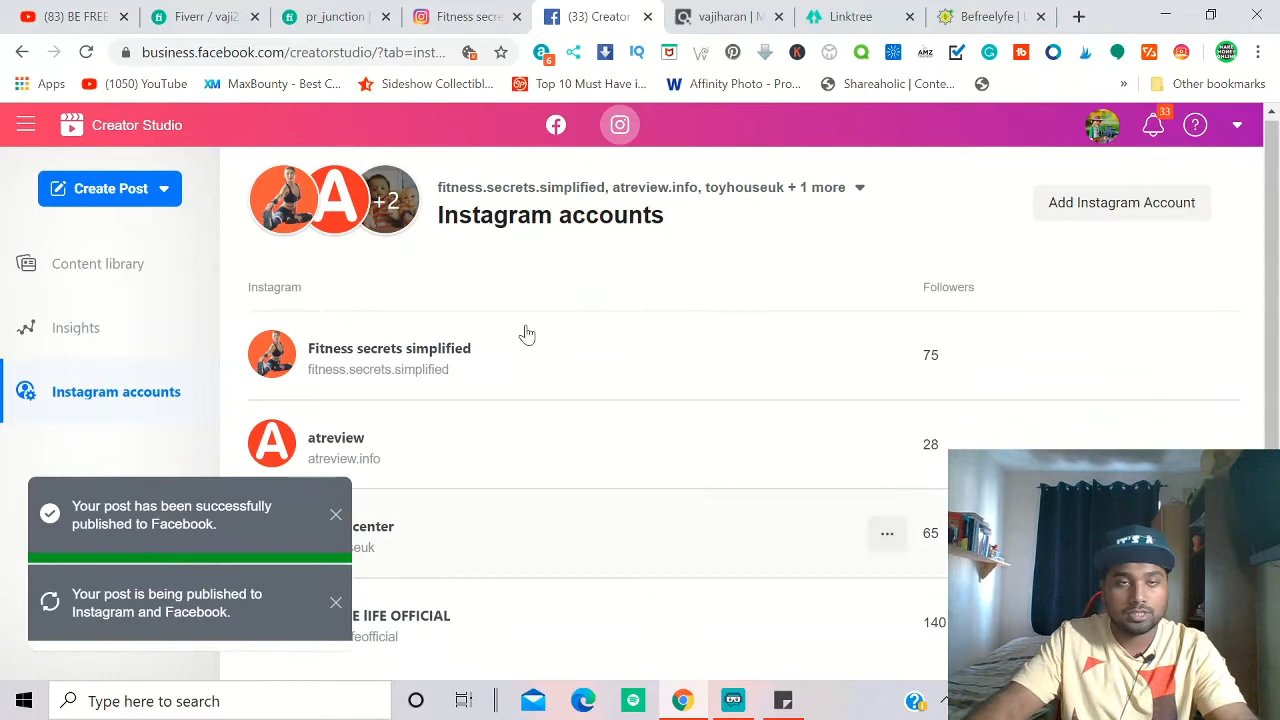 (83) BE FREE
Fiverr / vaji2
pr_junction |
Fitness secre
(33) Creator
vajiharan | M
Linktree
Befreelyfe | L
business.facebook.com/creatorstudio/?tab=inst...
Apps
(1050) YouTube
XM MaxBounty - Best C...
Sideshow Collectibl...
Top 10 Must Have i...
W Affinity Photo - Pro...
Shareaholic | Conte...
Other bookmarks
Creator Studio
33
Create Post
fitness.secrets.simplified, atreview.info, toyhouseuk + 1 more
+2
Instagram accounts
Add Instagram Account
Content library
Insights
Instagram accounts
Instagram
Followers
Fitness secrets simplified
fitness.secrets.simplified
75
A atreview
atreview.info
28
center
seuk
65
E lIFE OFFICIAL
feofficial
140
Your post has been successfully
published to Facebook.
Your post is being published to
Instagram and Facebook.
Type here to search